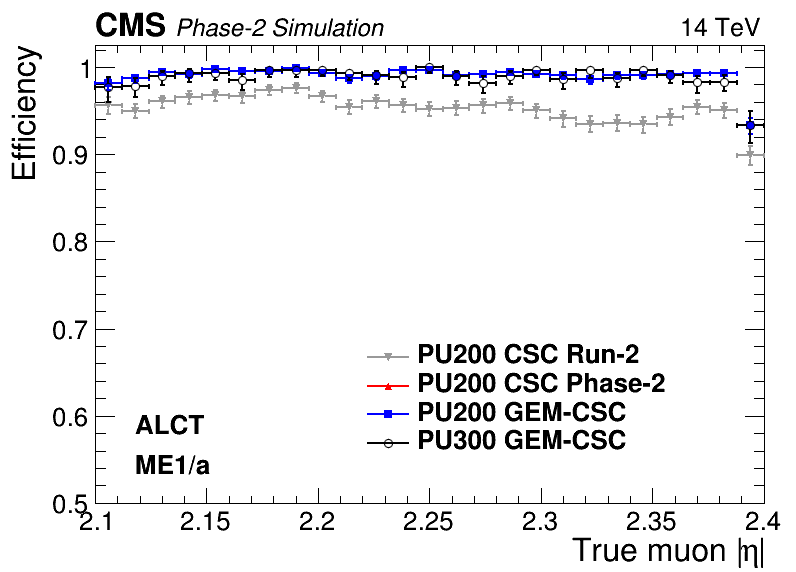 CMS Phase-2 Simulation 14 TeV
Efficiency
1
0.9
0.8
0.7
0.6
0.5
PU200 CSC Run-2
PU200 CSC Phase-2
PU200 GEM-CSC
PU300 GEM-CSC
ALCT
ME1/a
2.1 2.15 2.2 2.25 2.3 2.35 2.4
True muon |η|